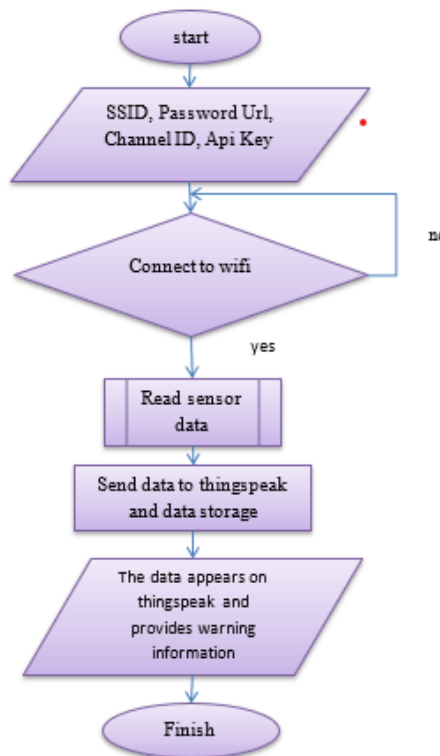 start
SSID, Password Url,
Channel ID, Api Key
Connect to wifi
yes
Read sensor
data
Send data to thingspeak
and data storage
The data appears on
thingspeak and
provides warning
information
Finish